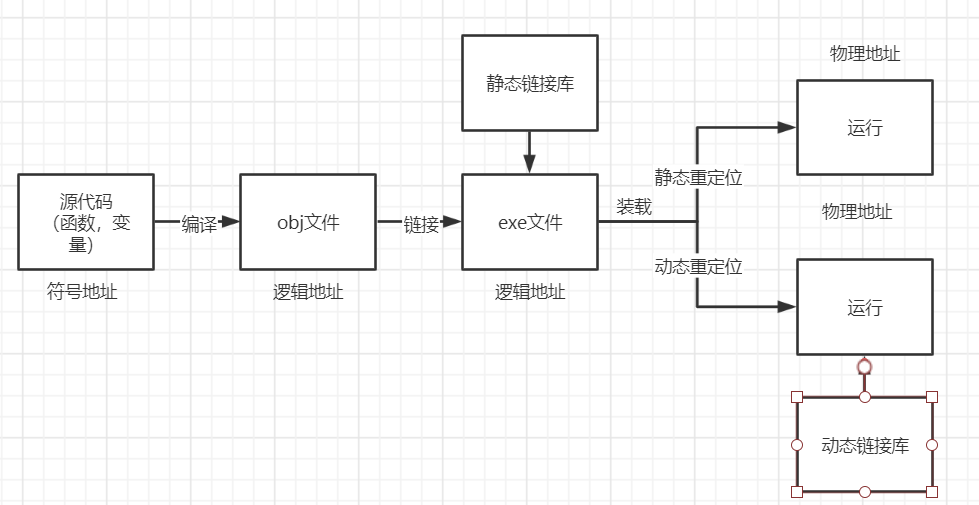 静态链接库
物理地址
运行
源代码
（函数，变
量）
编译
obj文件
链接
exe文件
装载
静态重定位
动态重定位
物理地址
运行
符号地址
逻辑地址
逻辑地址
动态链接库